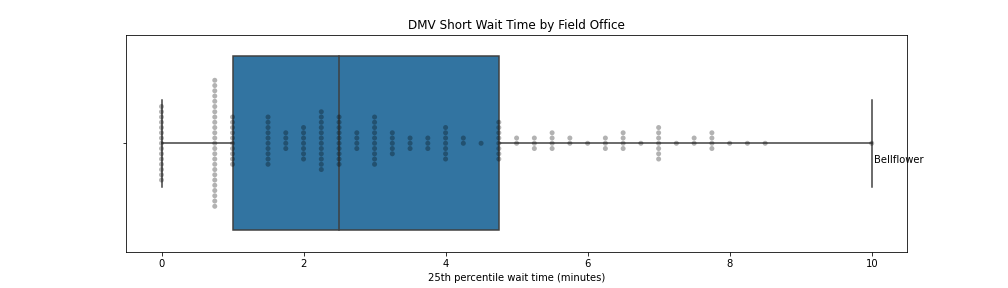 DMV Short Wait Time by Field Office
Bellflower
0 2 4 6 8 10
25th percentile wait time (minutes)